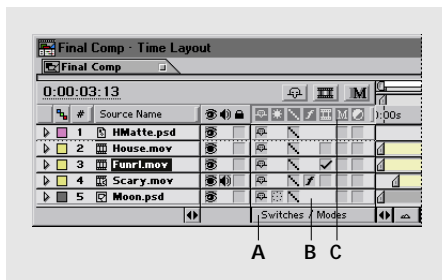 Final Comp · Time Layout
Final Comp
0:00:03:13
M
# Source Name M ):00s
1 HMatte.psd
2 House.mov
3 Funrl.mov
4 Scary.mov
5 Moon.psd
Switches / Modes
A B C